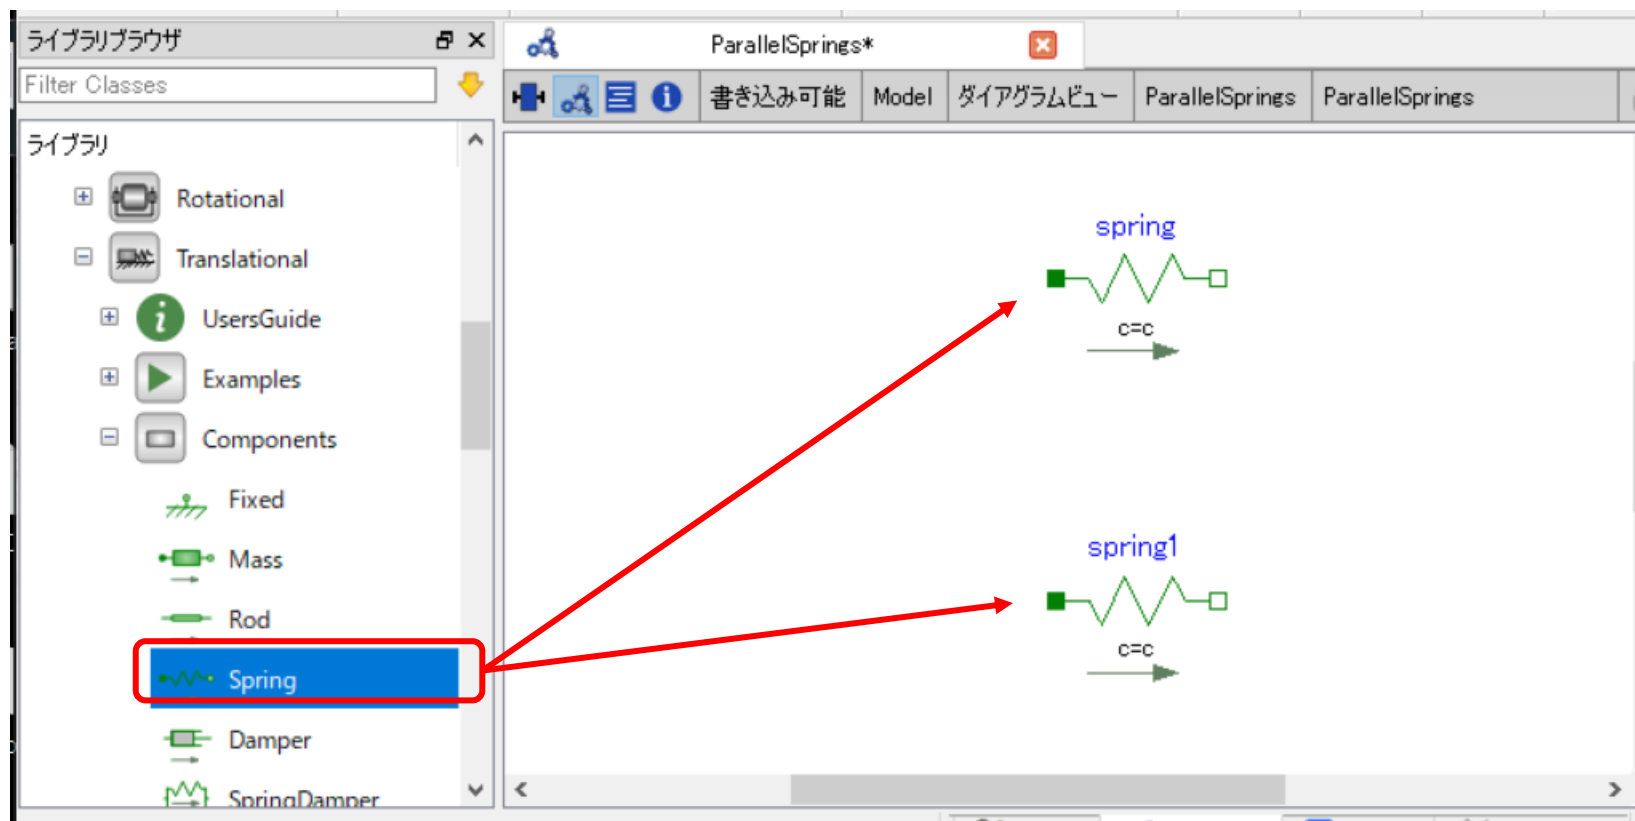 ライブラリブラウザ
Filter Classes
ライブラリ
Rotational
Translational
UsersGuide
Examples
Components
Fixed
Mass
Rod
Spring
Damper
SpringDamper
ParallelSprings*
書き込み可能 Model ダイアグラムビュー ParallelSprings ParallelSprings
spring
c=c
spring1
c=c